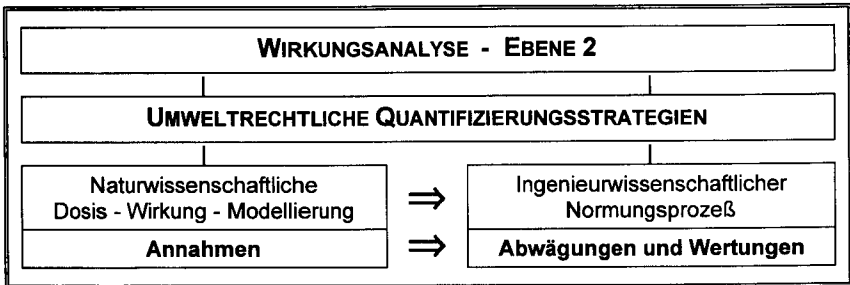 WIRKUNGSANALYSE - EBENE 2
UMWELTRECHTLICHE QUANTIFIZIERUNGSSTRATEGIEN
Naturwissenschaftliche
Dosis - Wirkung - Modellierung
⇒
Ingenieurwissenschaftlicher
Normungsprozeß
Annahmen
⇒
Abwägungen und Wertungen